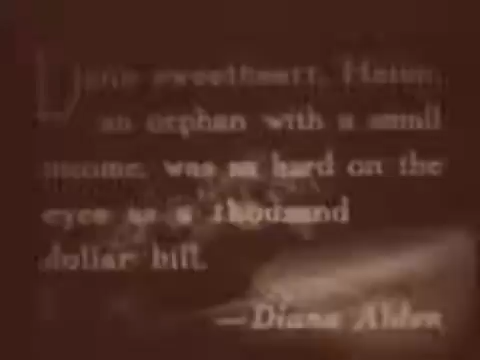 sweetheart, 
an orphan with a small
income, was as hard on the
eyes as a thousand
dollar bill.
—Diana Alden